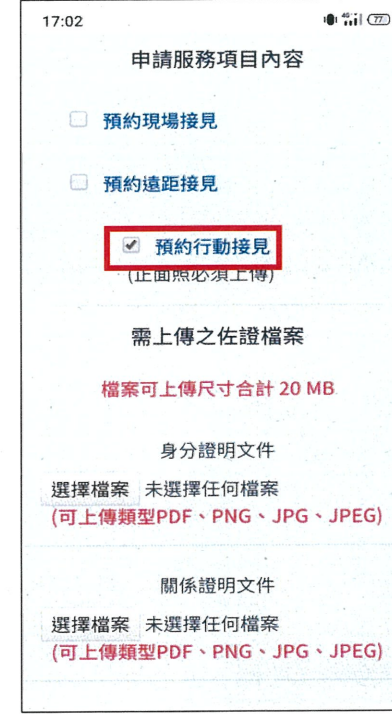 17:02
4G
77
申請服務項目內容
預約現場接見
預約遠距接見
預約行動接見
(正面照必須上傳)
需上傳之佐證檔案
檔案可上傳尺寸合計 20 MB.
身分證明文件
選擇檔案 未選擇任何檔案
(可上傳類型PDF、PNG、JPG、JPEG)
關係證明文件
選擇檔案 未選擇任何檔案
(可上傳類型PDF、PNG、JPG、JPEG)